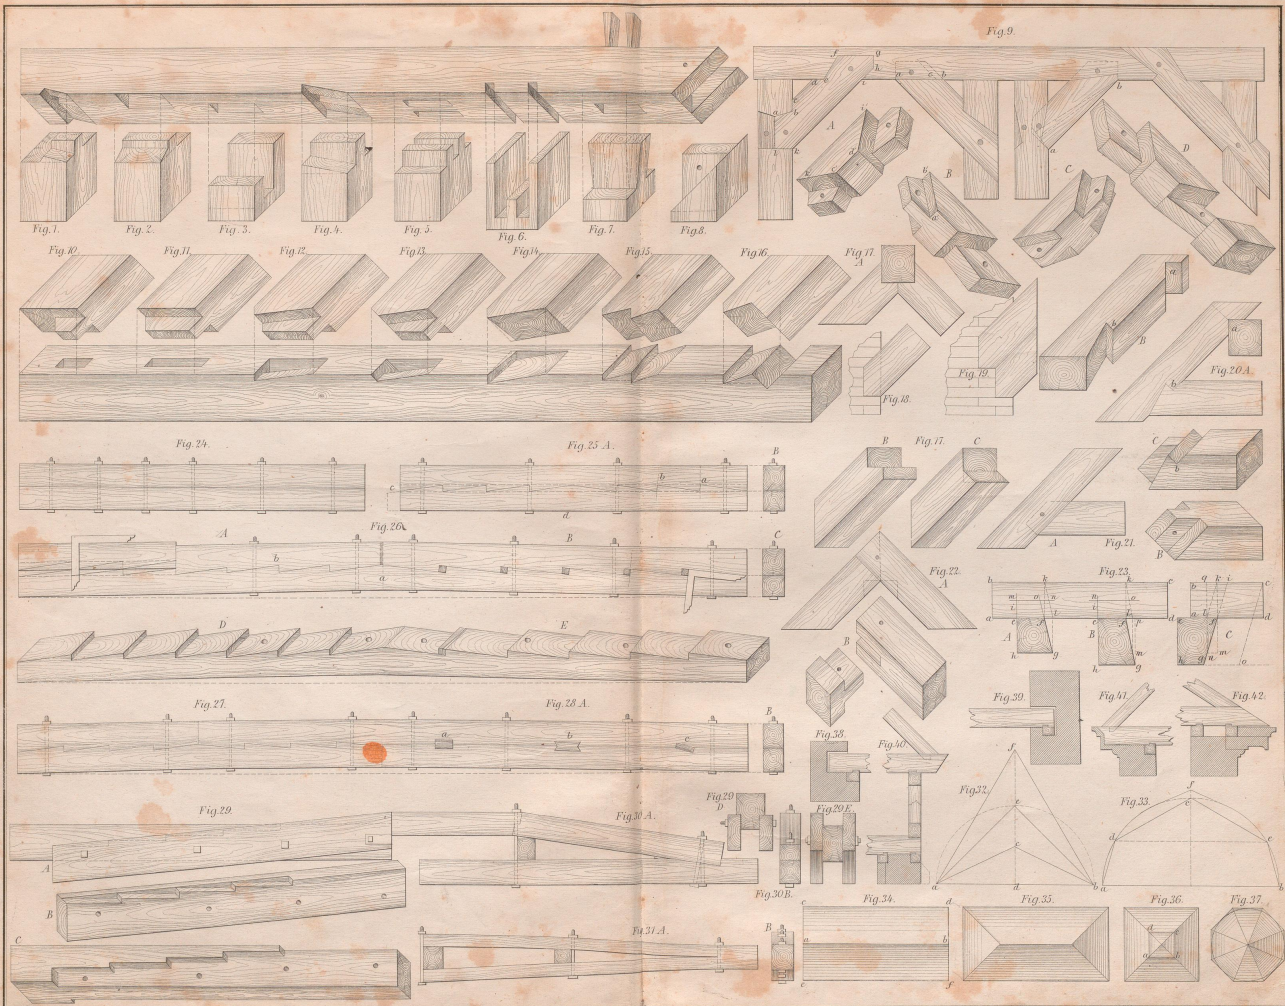 Fig. 9.
Fig. 1. Fig. 2. Fig. 3. Fig. 4. Fig. 5. Fig. 6. Fig. 7. Fig. 8.
A B C D
Fig. 10. Fig. 11. Fig. 12. Fig. 13. Fig. 14. Fig. 15. Fig. 16. Fig. 17. A
B
Fig. 18. Fig. 19. Fig. 20 A.
Fig. 24. Fig. 25 A. B
B Fig. 17. C
C
c b a d
A Fig. 26. B C
b a
A Fig. 21.
B
Fig. 22. A
B
Fig. 23.
A B C
D E
Fig. 27. Fig. 28 A. B
a b c
Fig. 38. Fig. 40. Fig. 39. Fig. 41. Fig. 42.
Fig. 29. A
B
C
Fig. 30 A.
Fig. 29 D Fig. 29 E.
Fig. 30 B.
Fig. 32.
f e c a d b
Fig. 33.
f c d e a b
Fig. 31 A. B
Fig. 34. Fig. 35. Fig. 36. Fig. 37.
c d
a b
e f